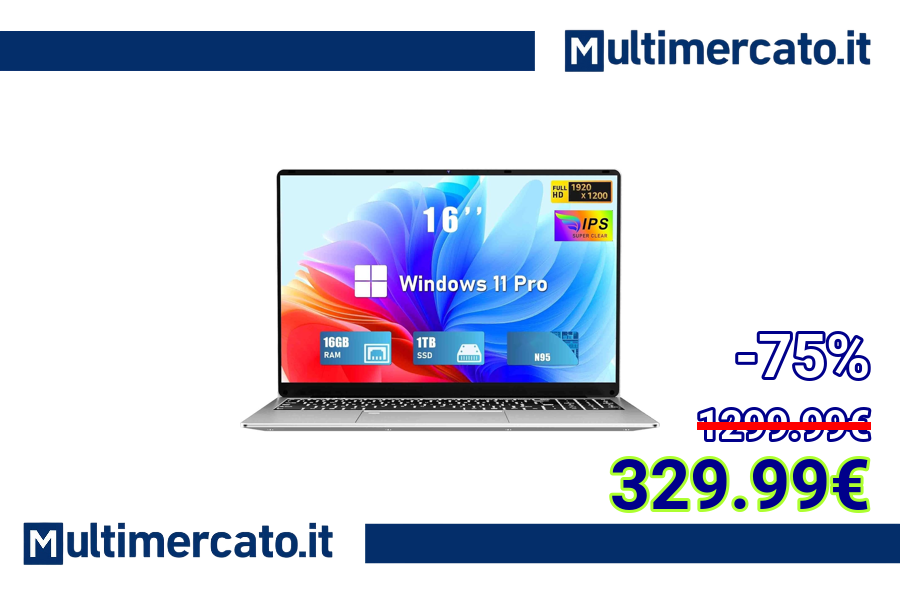 Multimercato.it
FULL HD 1920 x 1200
IPS
SUPER CLEAR
16’’
Windows 11 Pro
16GB RAM
1TB SSD
N95
-75%
1299.99€
329.99€
Multimercato.it